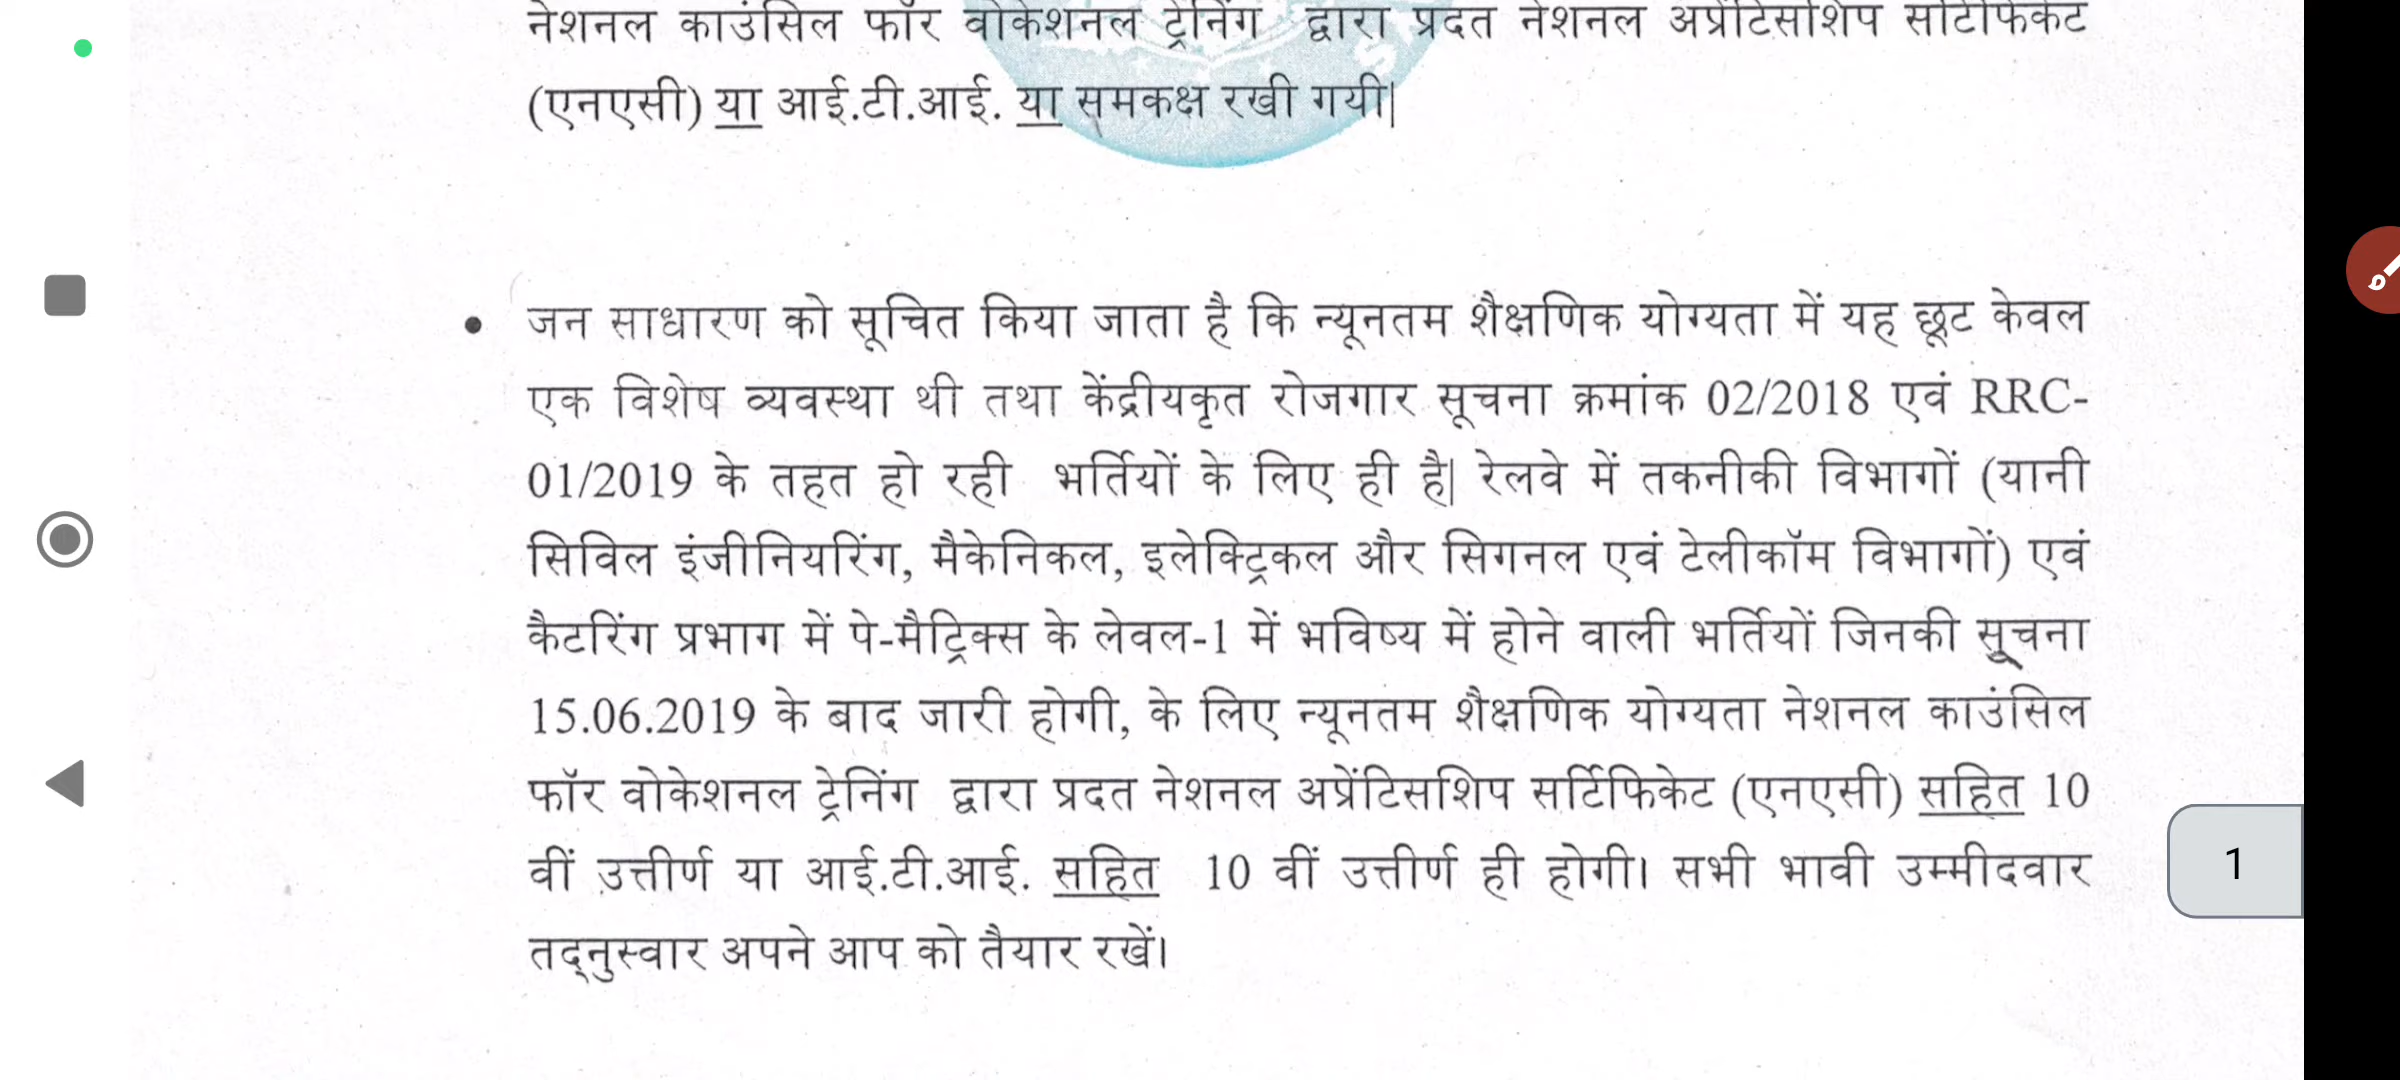 नेशनल काउंसिल फॉर वोकेशनल ट्रेनिंग द्वारा प्रदत नेशनल अप्रेंटिसशिप सर्टिफिकेट
(एनएसी) या आई.टी.आई. या समकक्ष रखी गयी|
• जन साधारण को सूचित किया जाता है कि न्यूनतम शैक्षणिक योग्यता में यह छूट केवल
एक विशेष व्यवस्था थी तथा केंद्रीयकृत रोजगार सूचना क्रमांक 02/2018 एवं RRC-
01/2019 के तहत हो रही भर्तियों के लिए ही है| रेलवे में तकनीकी विभागों (यानी
सिविल इंजीनियरिंग, मैकेनिकल, इलेक्ट्रिकल और सिगनल एवं टेलीकॉम विभागों) एवं
कैटरिंग प्रभाग में पे-मैट्रिक्स के लेवल-1 में भविष्य में होने वाली भर्तियों जिनकी सूचना
15.06.2019 के बाद जारी होगी, के लिए न्यूनतम शैक्षणिक योग्यता नेशनल काउंसिल
फॉर वोकेशनल ट्रेनिंग द्वारा प्रदत नेशनल अप्रेंटिसशिप सर्टिफिकेट (एनएसी) सहित 10
वीं उत्तीर्ण या आई.टी.आई. सहित 10 वीं उत्तीर्ण ही होगी। सभी भावी उम्मीदवार
तद्नुस्वार अपने आप को तैयार रखें।
1